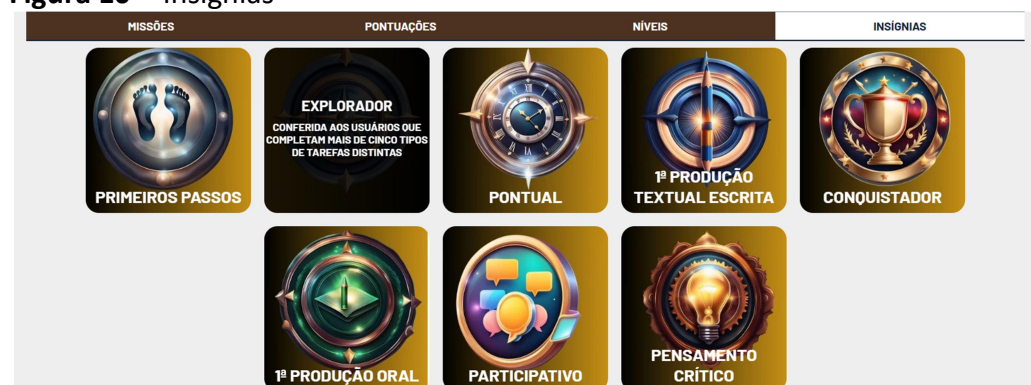 Figura – Insígnias
MISSÕES PONTUAÇÕES NÍVEIS INSÍGNIAS
PRIMEIROS PASSOS
EXPLORADOR
CONFERIDA AOS USUÁRIOS QUE
COMPLETAM MAIS DE CINCO TIPOS
DE TAREFAS DISTINTAS
PONTUAL
1ª PRODUÇÃO
TEXTUAL ESCRITA
CONQUISTADOR
1ª PRODUÇÃO ORAL
PARTICIPATIVO
PENSAMENTO
CRÍTICO